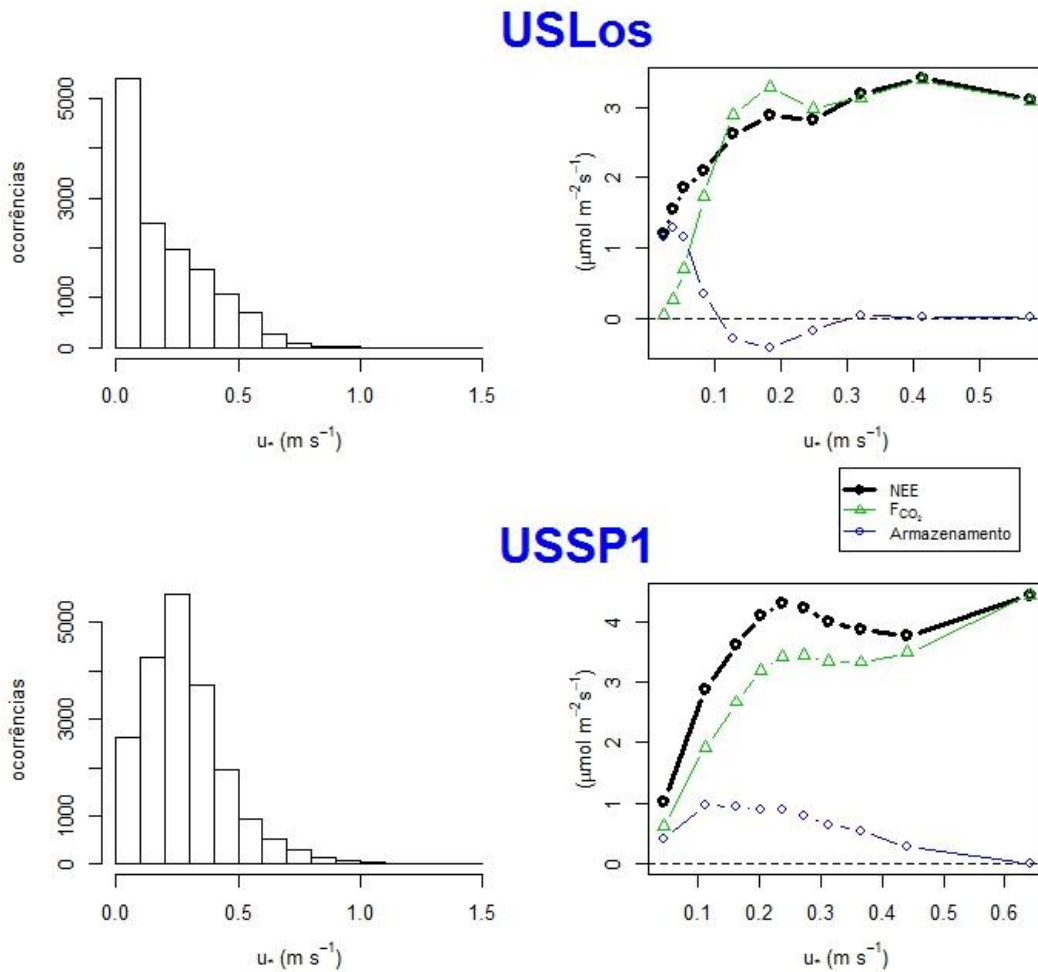 USLos
ocorrências
5000
3000
1000
0
0.0 0.5 1.0 1.5
u* (m s−1)
(μmol m−2s−1)
3
2
1
0
0.1 0.2 0.3 0.4 0.5
u* (m s−1)
NEE
FCO2
Armazenamento
USSP1
ocorrências
5000
3000
1000
0
0.0 0.5 1.0 1.5
u* (m s−1)
(μmol m−2s−1)
4
3
2
1
0
0.1 0.2 0.3 0.4 0.5 0.6
u* (m s−1)